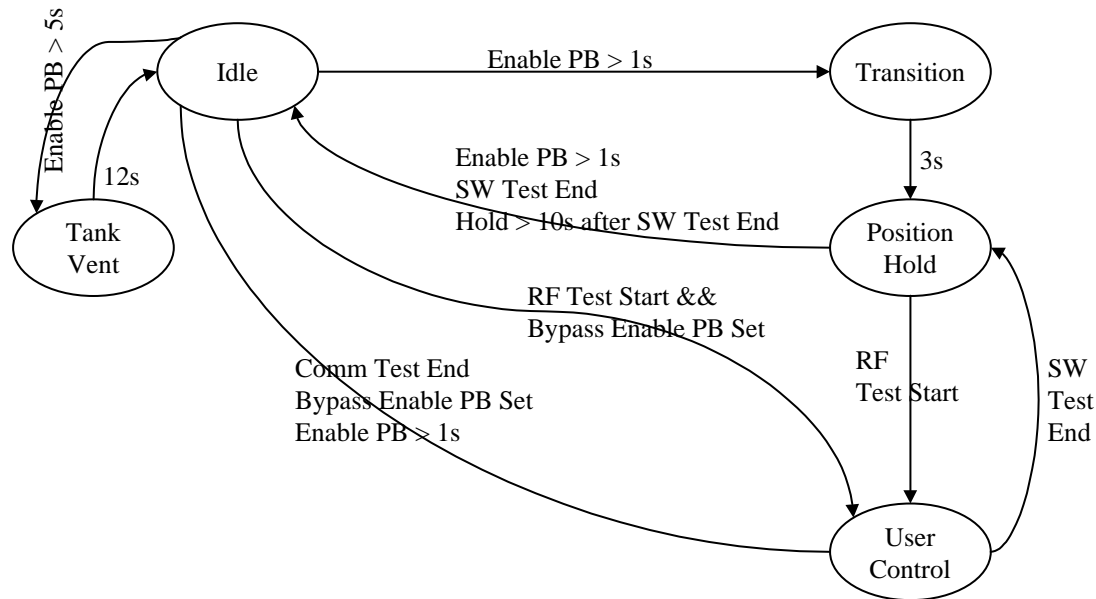 Enable PB > 5s
Idle
Enable PB > 1s
Transition
12s
Enable PB > 1s
SW Test End
Hold > 10s after SW Test End
3s
Tank
Vent
Position
Hold
RF Test Start &&
Bypass Enable PB Set
Comm Test End
Bypass Enable PB Set
Enable PB > 1s
RF
Test Start
SW
Test
End
User
Control